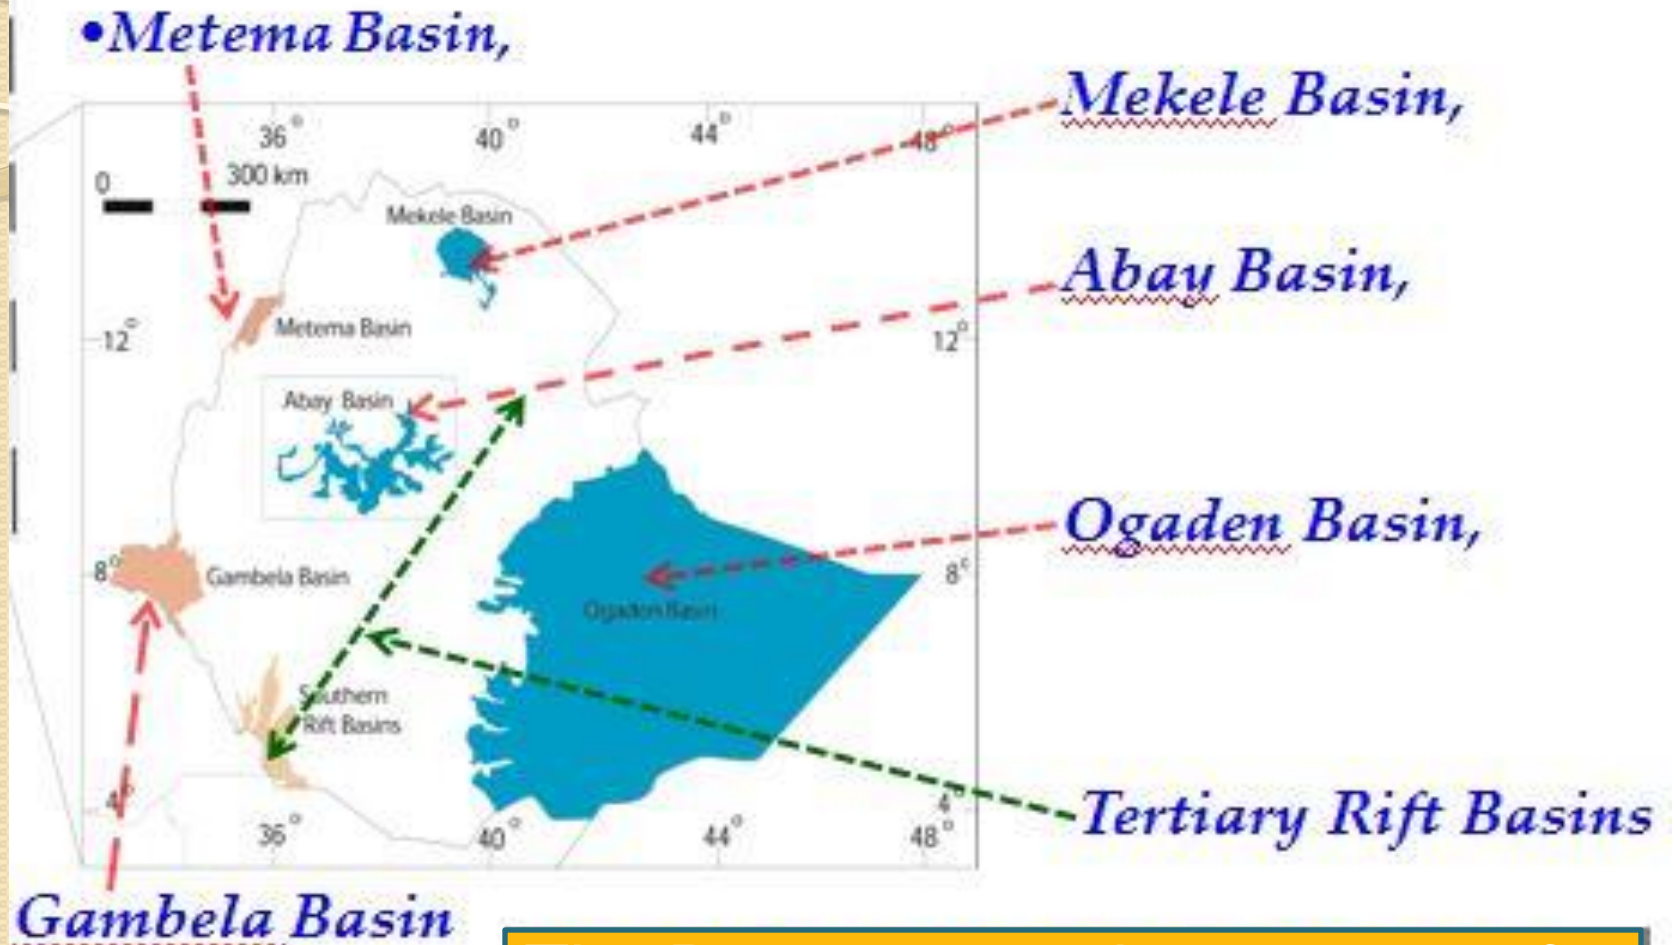 •Metema Basin,
Mekele Basin,
36°
40°
44°
48°
0
300 km
Mekele Basin
Abay Basin,
Metema Basin
12°
12°
Abay Basin
Ogaden Basin,
8°
Gambela Basin
8°
Ogaden Basin
Southern
Rift Basins
4°
4°
Tertiary Rift Basins
36°
40°
44°
48°
Gambela Basin